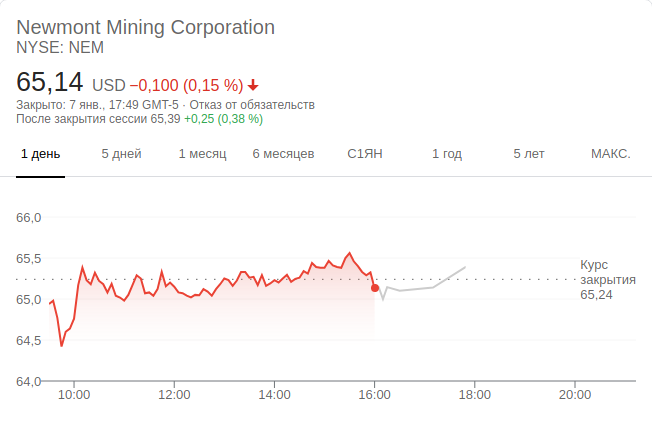 Newmont Mining Corporation
NYSE: NEM
65,14 USD −0,100 (0,15 %)
Закрыто: 7 янв., 17:49 GMT-5 · Отказ от обязательств
После закрытия сессии 65,39 +0,25 (0,38 %)
1 день 5 дней 1 месяц 6 месяцев С1ЯН 1 год 5 лет МАКС.
66,0
65,5
65,0
64,5
64,0
Курс
закрытия
65,24
10:00 12:00 14:00 16:00 18:00 20:00